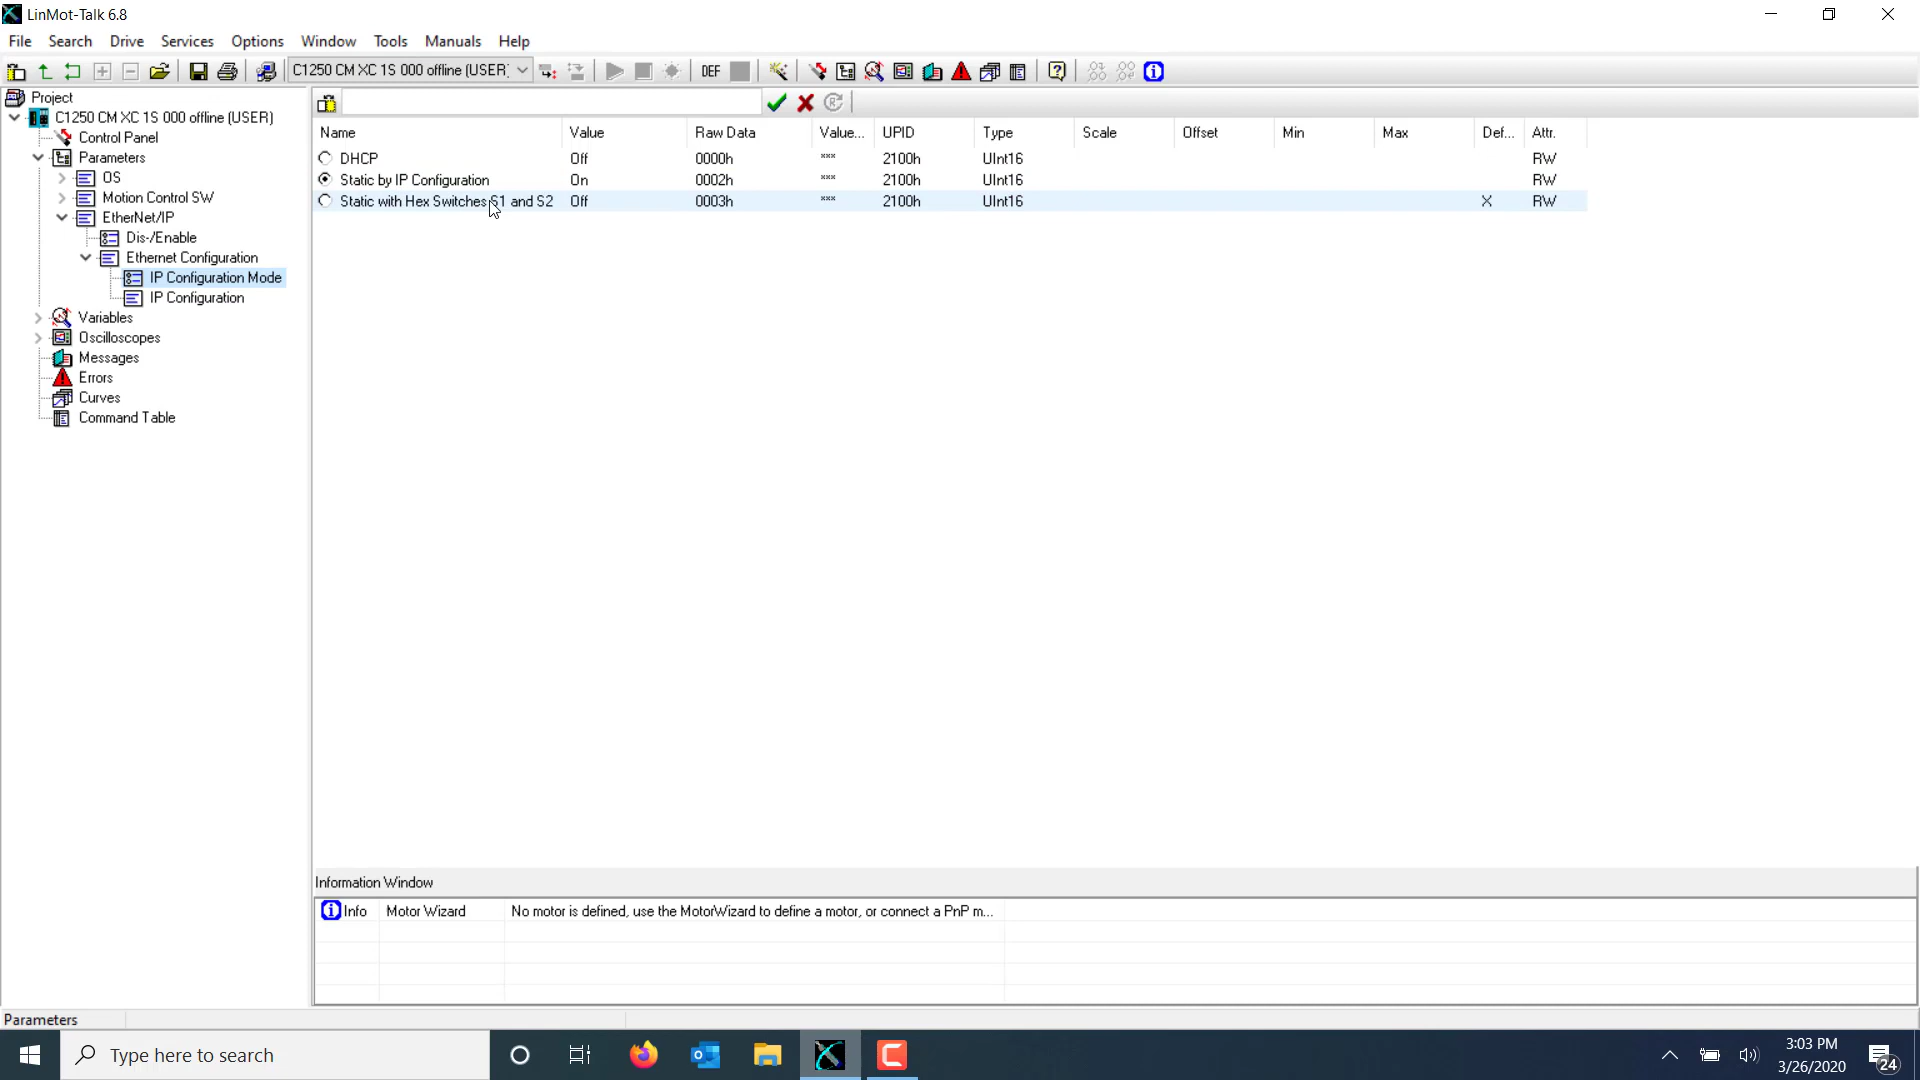 LinMot-Talk 6.8
File Search Drive Services Options Window Tools Manuals Help
C1250 CM XC 1S 000 offline (USER) DEF
Project
C1250 CM XC 1S 000 offline (USER)
Control Panel
Parameters
OS
Motion Control SW
EtherNet/IP
Dis-/Enable
Ethernet Configuration
IP Configuration Mode
IP Configuration
Variables
Oscilloscopes
Messages
Errors
Curves
Command Table
Name Value Raw Data Value... UPID Type Scale Offset Min Max Def... Attr.
DHCP Off 0000h *** 2100h UInt16 RW
Static by IP Configuration On 0002h *** 2100h UInt16 RW
Static with Hex Switches S1 and S2 Off 0003h *** 2100h UInt16 X RW
Information Window
Info Motor Wizard No motor is defined, use the MotorWizard to define a motor, or connect a PnP m...
Parameters
Type here to search
3:03 PM
3/26/2020
24